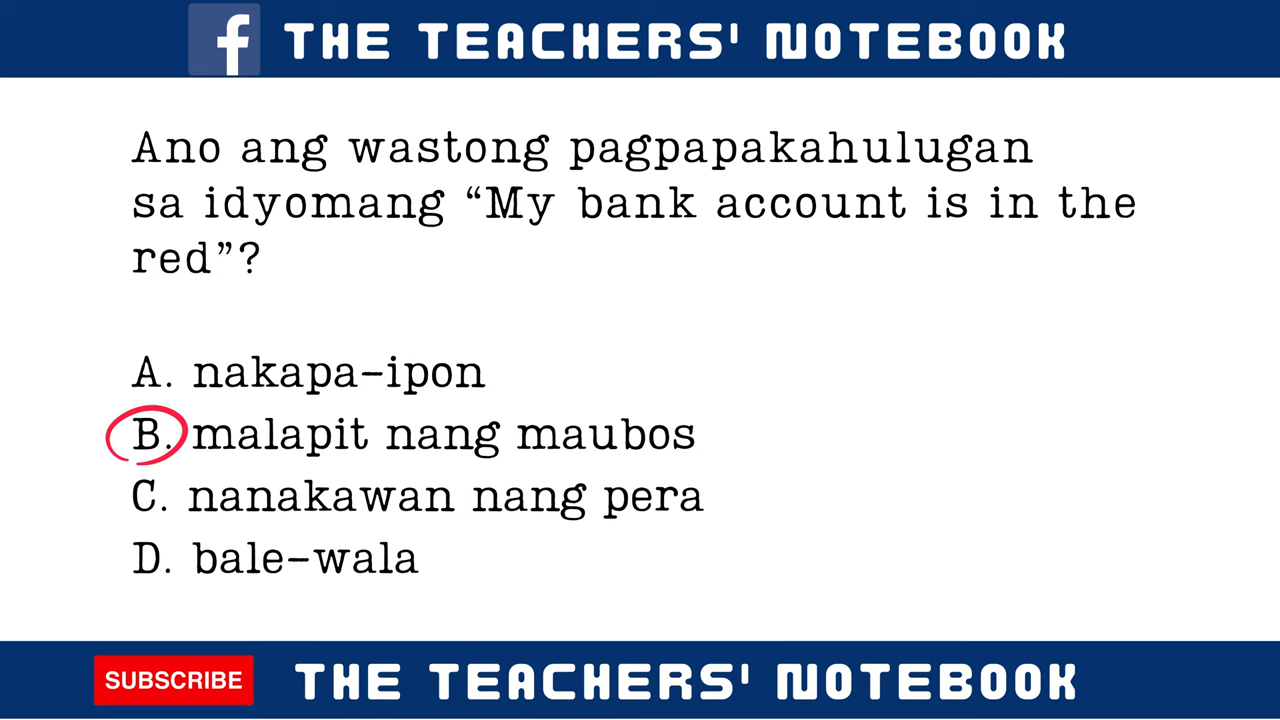 THE TEACHERS' NOTEBOOK
Ano ang wastong pagpapakahulugan
sa idyomang “My bank account is in the
red”?
A. nakapa-ipon
B. malapit nang maubos
C. nanakawan nang pera
D. bale-wala
SUBSCRIBE THE TEACHERS' NOTEBOOK